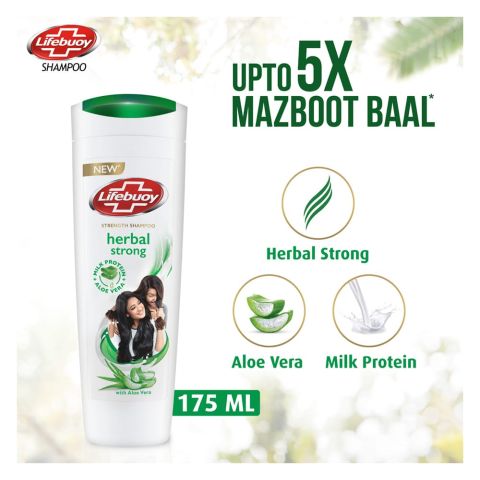 Lifebuoy
SHAMPOO
UPTO 5X
MAZBOOT BAAL*
NEW*
Lifebuoy
STRENGTH SHAMPOO
herbal
strong
MILK PROTEIN
ALOE VERA
with Aloe Vera
175 ML
Herbal Strong
Aloe Vera
Milk Protein